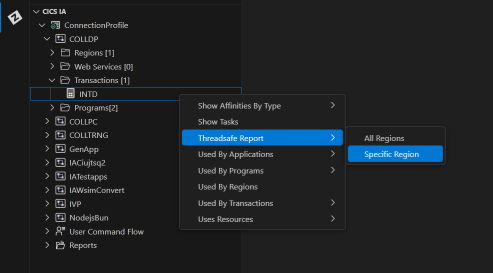 CICS IA
ConnectionProfile
COLLDP
Regions [1]
Web Services [0]
Transactions [1]
INTD
Programs[2]
COLLPC
COLLTRNG
GenApp
IACiujtsq2
IATestapps
IAWsimConvert
IVP
NodejsBun
User Command Flow
Reports
Show Affinities By Type
Show Tasks
Threadsafe Report
Used By Applications
Used By Programs
Used By Regions
Used By Transactions
Uses Resources
All Regions
Specific Region